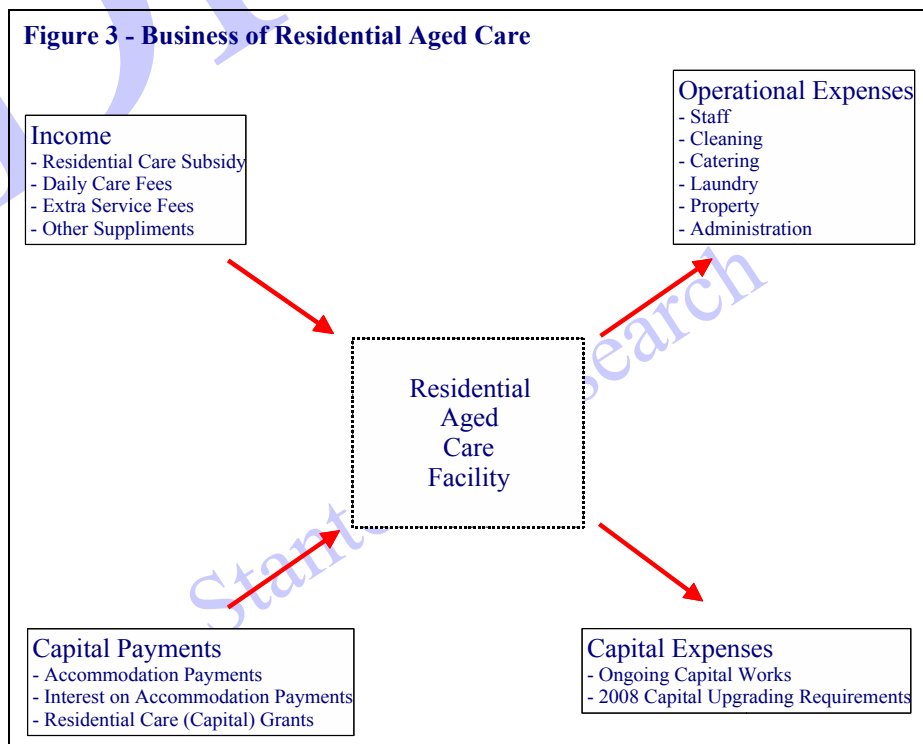 Figure 3 - Business of Residential Aged Care
Income
- Residential Care Subsidy
- Daily Care Fees
- Extra Service Fees
- Other Suppliments
Operational Expenses
- Staff
- Cleaning
- Catering
- Laundry
- Property
- Administration
Residential
Aged
Care
Facility
Capital Payments
- Accommodation Payments
- Interest on Accommodation Payments
- Residential Care (Capital) Grants
Capital Expenses
- Ongoing Capital Works
- 2008 Capital Upgrading Requirements